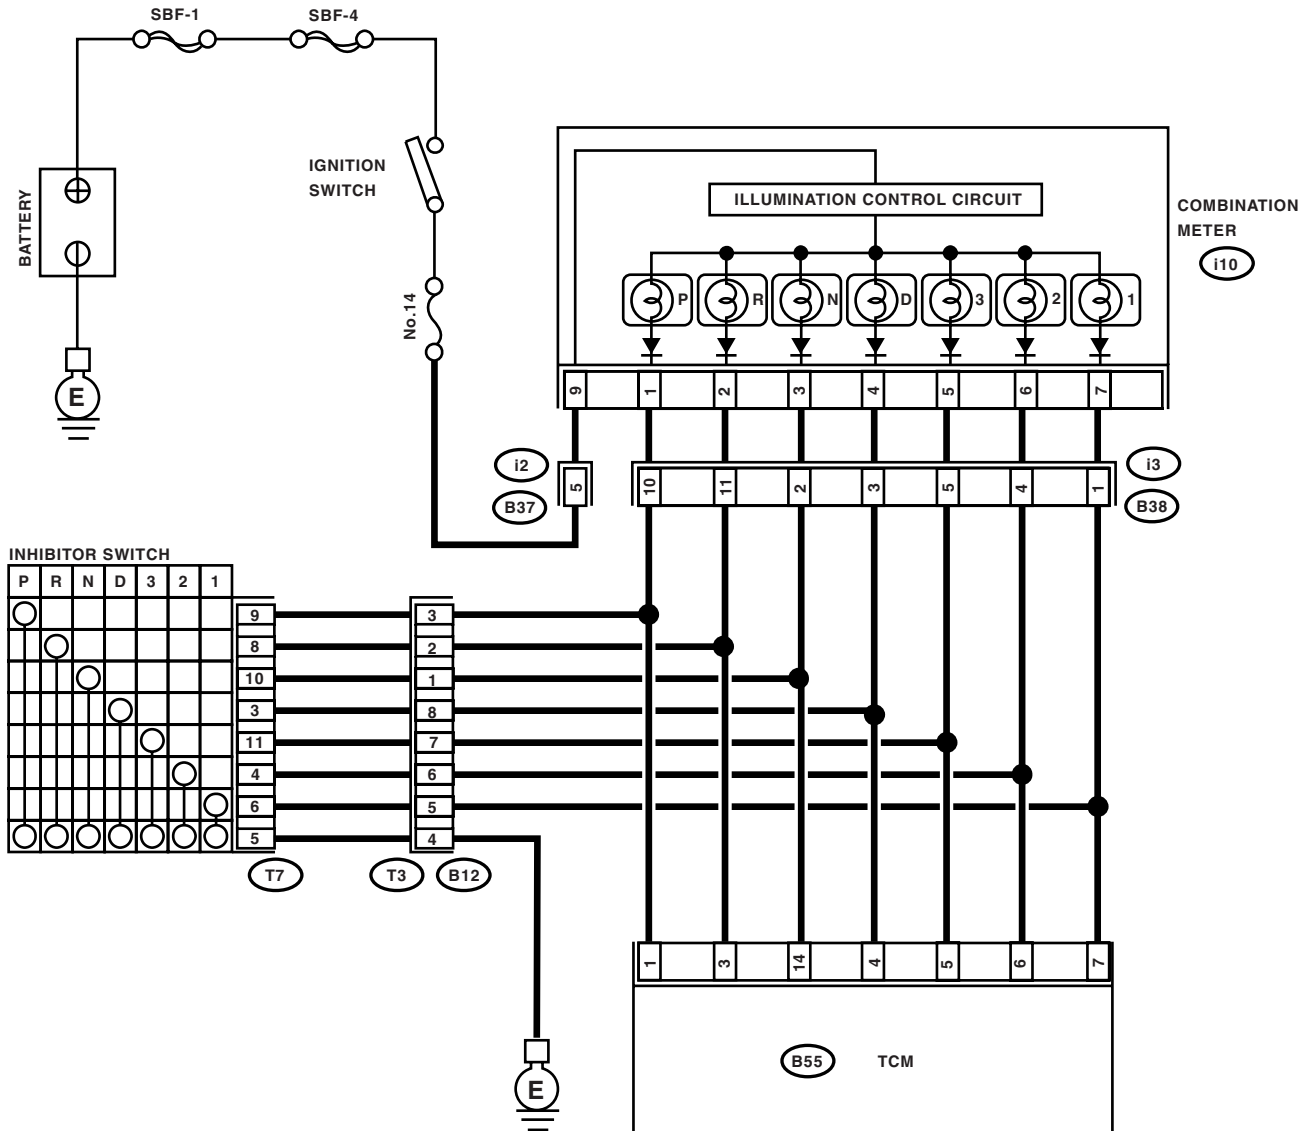 SBF-1
SBF-4
IGNITION
SWITCH
BATTERY
No.14
E
ILLUMINATION CONTROL CIRCUIT
COMBINATION
METER
i10
P R N D 3 2 1
9 1 2 3 4 5 6 7
i2
B37
5
10 11 2 3 5 4 1
i3
B38
INHIBITOR SWITCH
P R N D 3 2 1
9 3
8 2
10 1
3 8
11 7
4 6
6 5
5 4
T7
T3
B12
1 3 14 4 5 6 7
E
B55
TCM